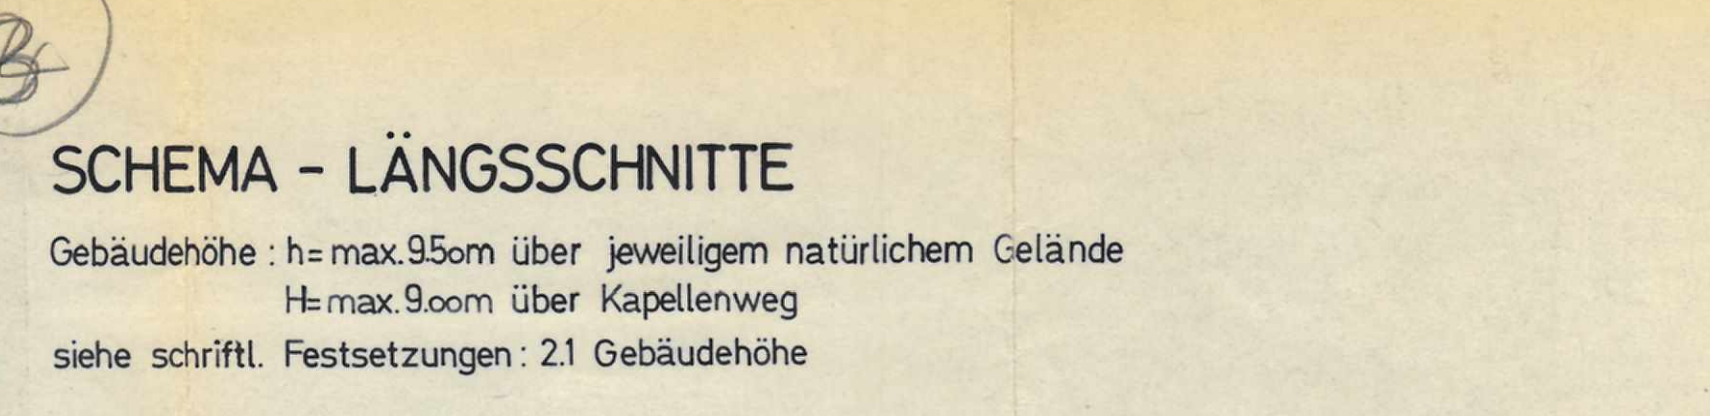 SCHEMA - LÄNGSSCHNITTE
Gebäudehöhe : h= max. 9.5om über jeweiligem natürlichem Gelände
H= max. 9.oom über Kapellenweg
siehe schriftl. Festsetzungen : 2.1 Gebäudehöhe